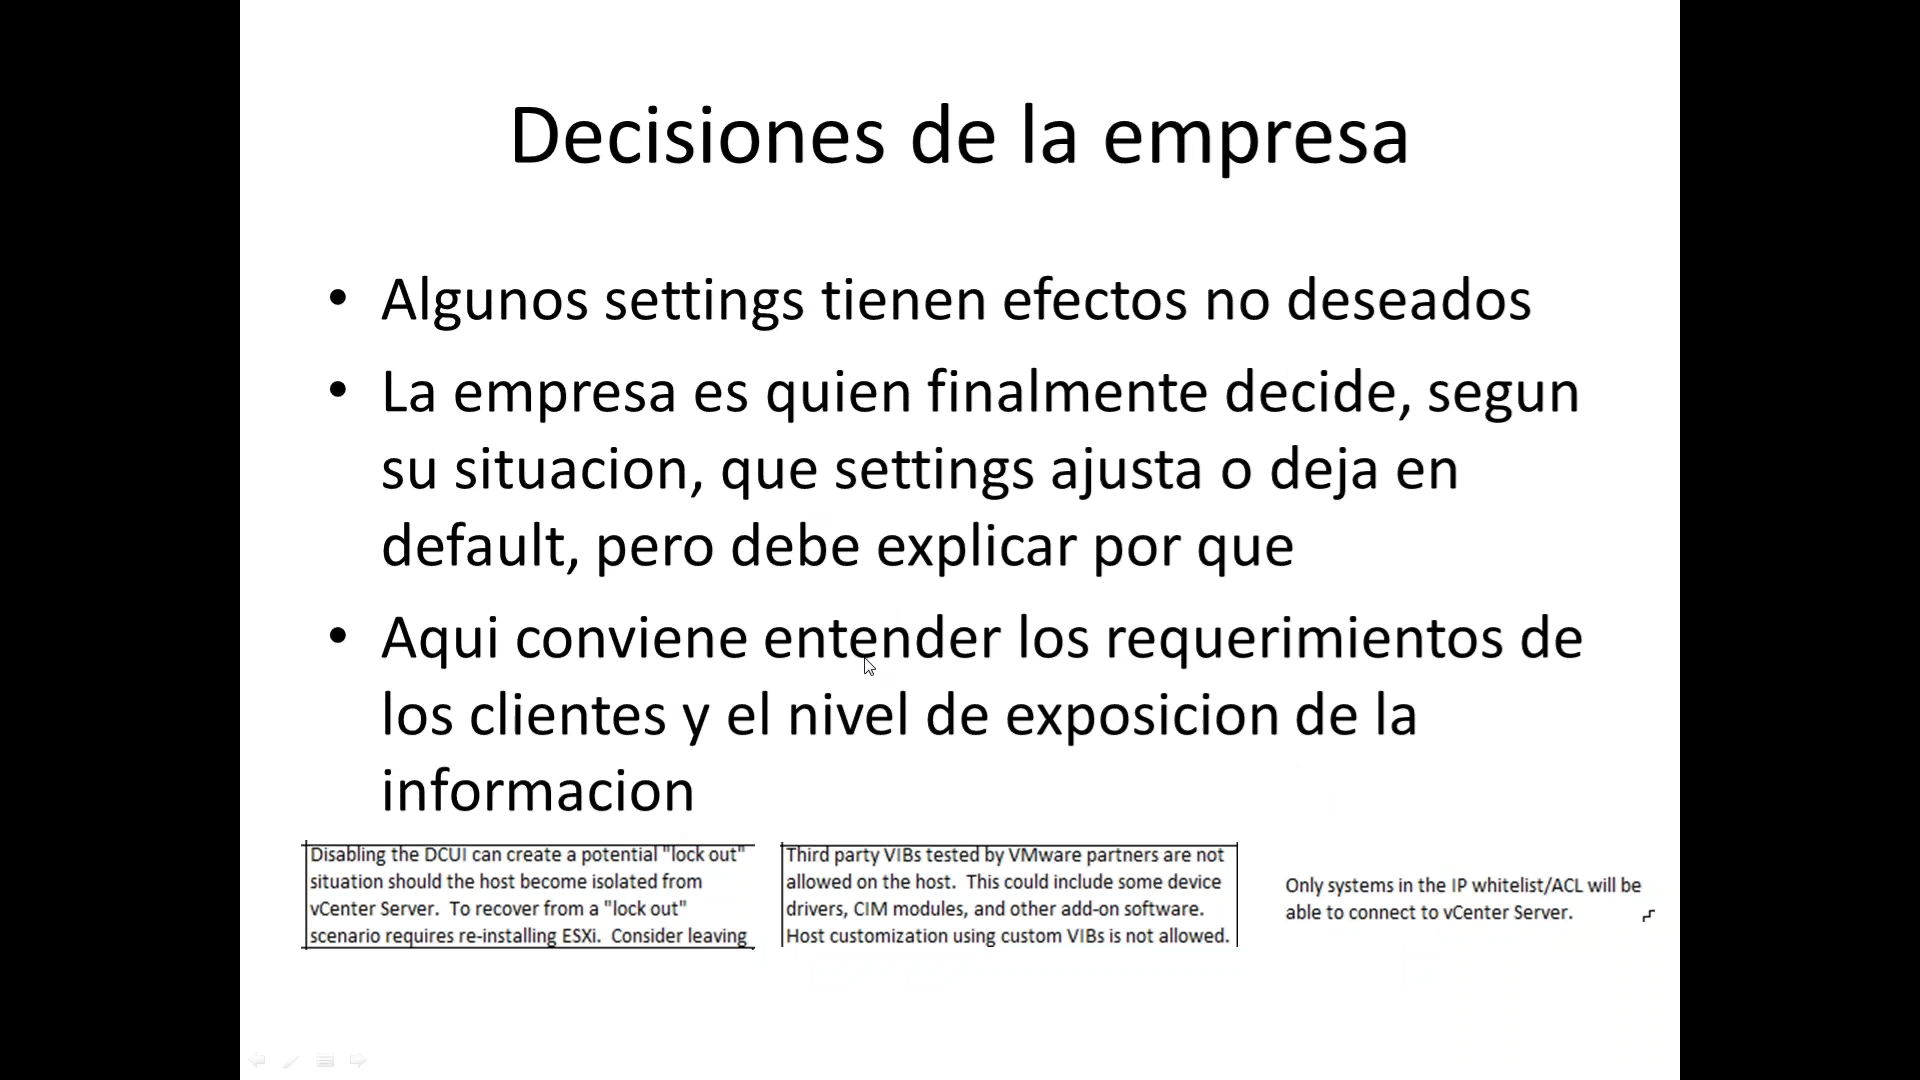 Decisiones de la empresa
• Algunos settings tienen efectos no deseados
• La empresa es quien finalmente decide, segun
su situacion, que settings ajusta o deja en
default, pero debe explicar por que
• Aqui conviene entender los requerimientos de
los clientes y el nivel de exposicion de la
informacion
Disabling the DCUI can create a potential "lock out"
situation should the host become isolated from
vCenter Server.  To recover from a "lock out"
scenario requires re-installing ESXi.  Consider leaving
Third party VIBs tested by VMware partners are not
allowed on the host.  This could include some device
drivers, CIM modules, and other add-on software.
Host customization using custom VIBs is not allowed.
Only systems in the IP whitelist/ACL will be
able to connect to vCenter Server.